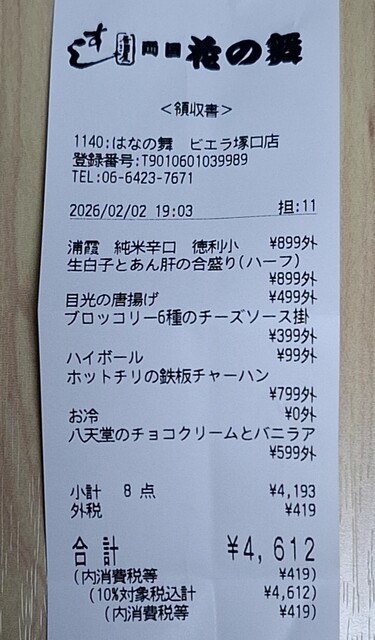 すし 両国 花の舞
<領収書>
1140:はなの舞 ビエラ塚口店
登録番号:T9010601039989
TEL:06-6423-7671
2026/02/02 19:03 担:11
浦霞 純米辛口 徳利小 ¥899外
生白子とあん肝の合盛り(ハーフ)
¥899外
目光の唐揚げ ¥499外
ブロッコリー6種のチーズソース掛
¥399外
ハイボール ¥99外
ホットチリの鉄板チャーハン
¥799外
お冷 ¥0外
八天堂のチョコクリームとバニラア
¥599外
小計 8 点 ¥4,193
外税 ¥419
合計 ¥4,612
(内消費税等 ¥419)
(10%対象税込計 ¥4,612)
(内消費税等 ¥419)